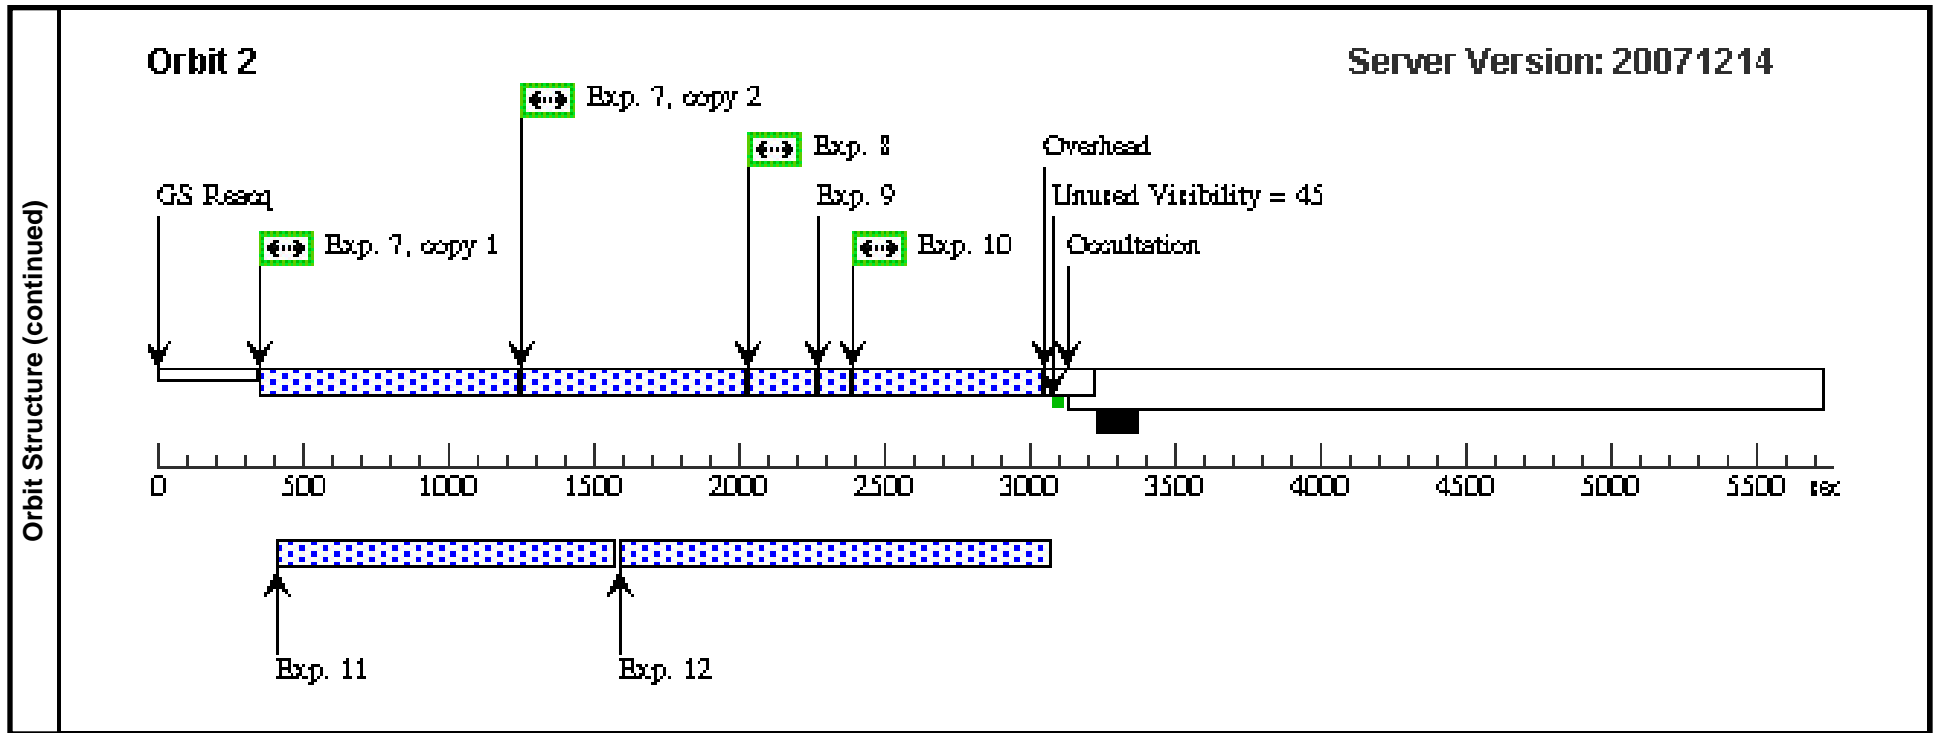 Orbit Structure (continued)
Orbit 2
Server Version: 20071214
Exp. 7, copy 2
Exp. 8
Overhead
GS Reacq
Exp. 9
Unused Visibility = 45
Exp. 7, copy 1
Exp. 10
Occultation
0 500 1000 1500 2000 2500 3000 3500 4000 4500 5000 5500 sec
Exp. 11
Exp. 12